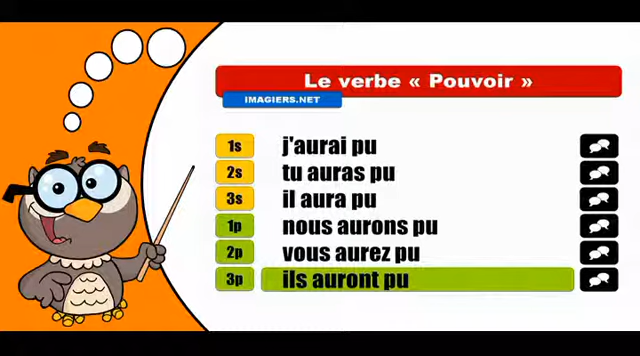 Le verbe « Pouvoir »
IMAGIERS.NET
1s j'aurai pu
2s tu auras pu
3s il aura pu
1p nous aurons pu
2p vous aurez pu
3p ils auront pu